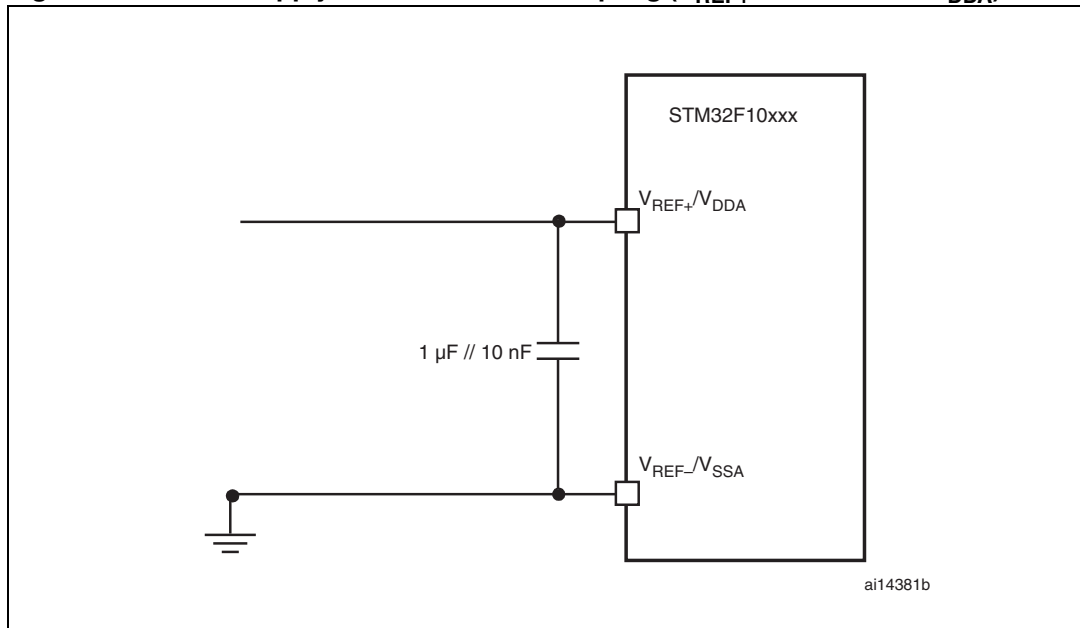 STM32F10xxx
VREF+/VDDA
1 µF // 10 nF
VREF–/VSSA
ai14381b